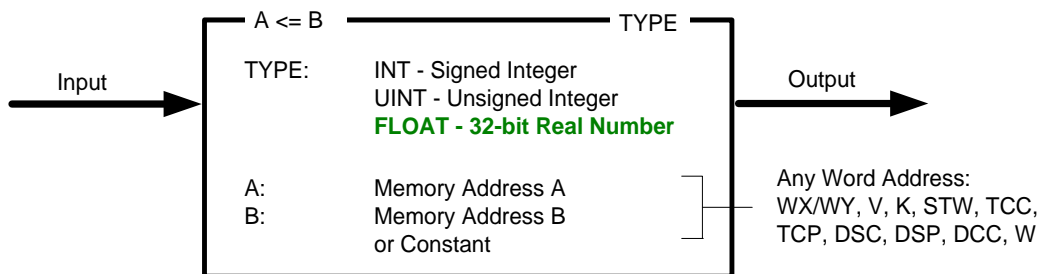 A <= B TYPE
TYPE: INT - Signed Integer
UINT - Unsigned Integer
FLOAT - 32-bit Real Number
Input
Output
A: Memory Address A
B: Memory Address B
or Constant
Any Word Address:
WX/WY, V, K, STW, TCC,
TCP, DSC, DSP, DCC, W